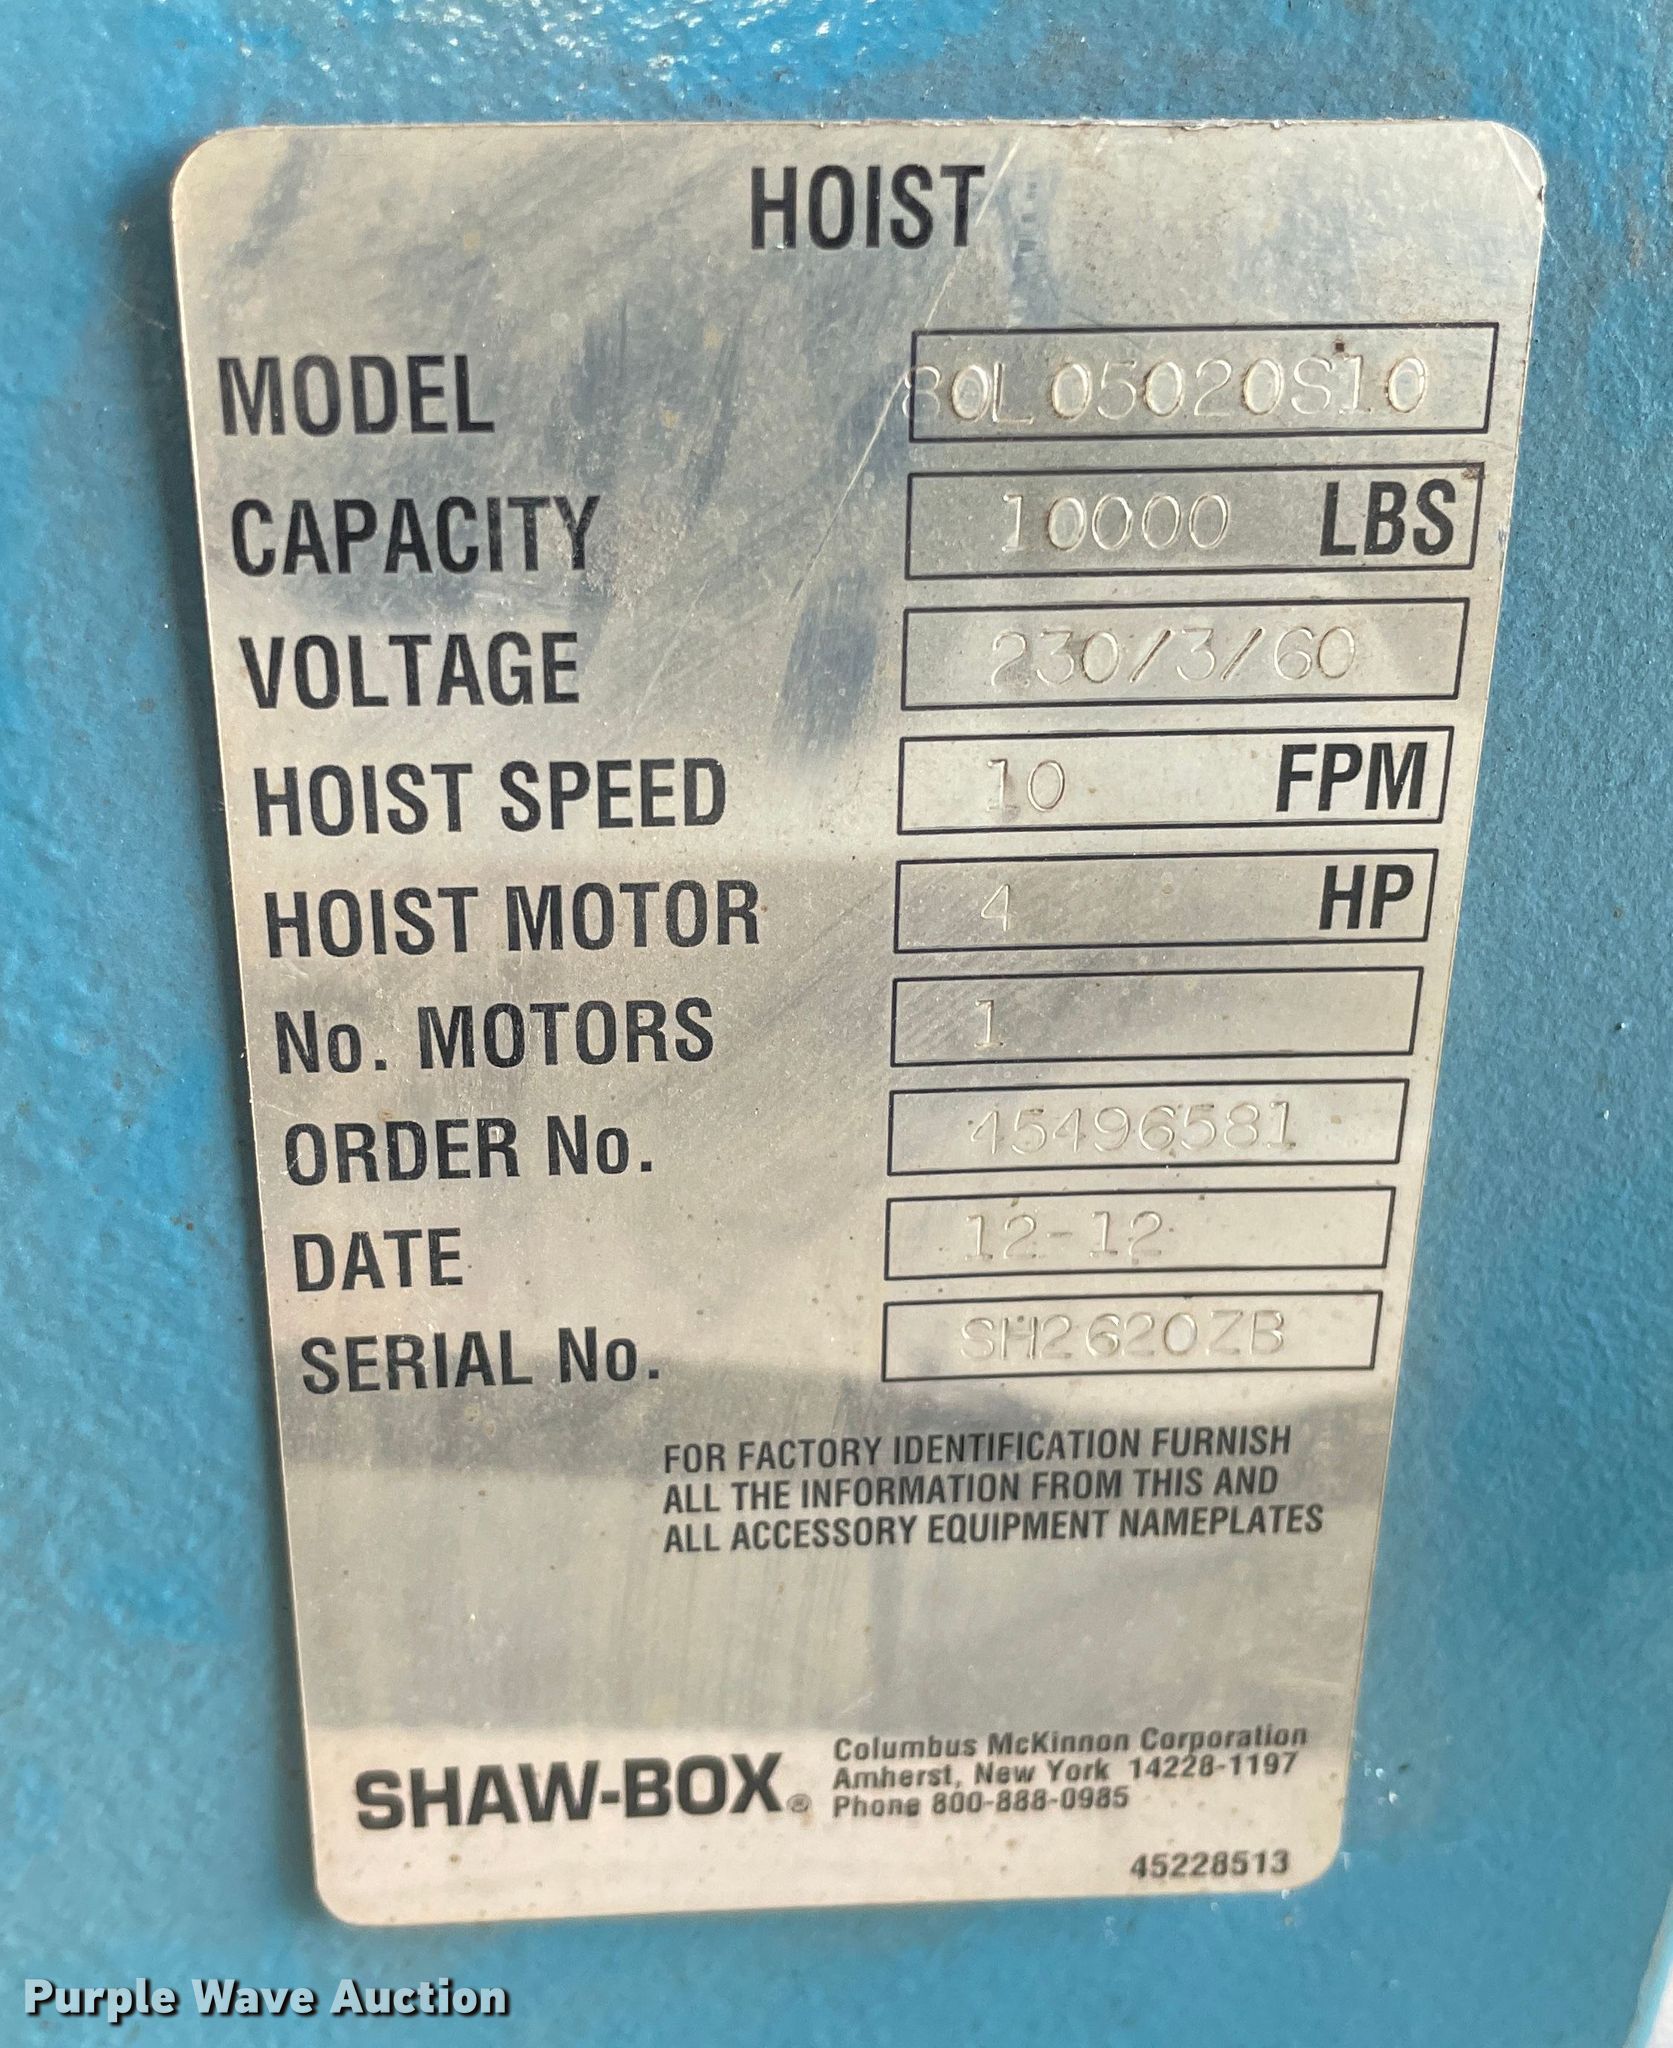 HOIST
MODEL 80L05020S10
CAPACITY 10000 LBS
VOLTAGE 230/3/60
HOIST SPEED 10 FPM
HOIST MOTOR 4 HP
No. MOTORS 1
ORDER No. 45496581
DATE 12-12
SERIAL No. SH2620ZB
FOR FACTORY IDENTIFICATION FURNISH
ALL THE INFORMATION FROM THIS AND
ALL ACCESSORY EQUIPMENT NAMEPLATES
SHAW-BOX®
Columbus McKinnon Corporation
Amherst, New York 14228-1197
Phone 800-888-0985
45228513
Purple Wave Auction